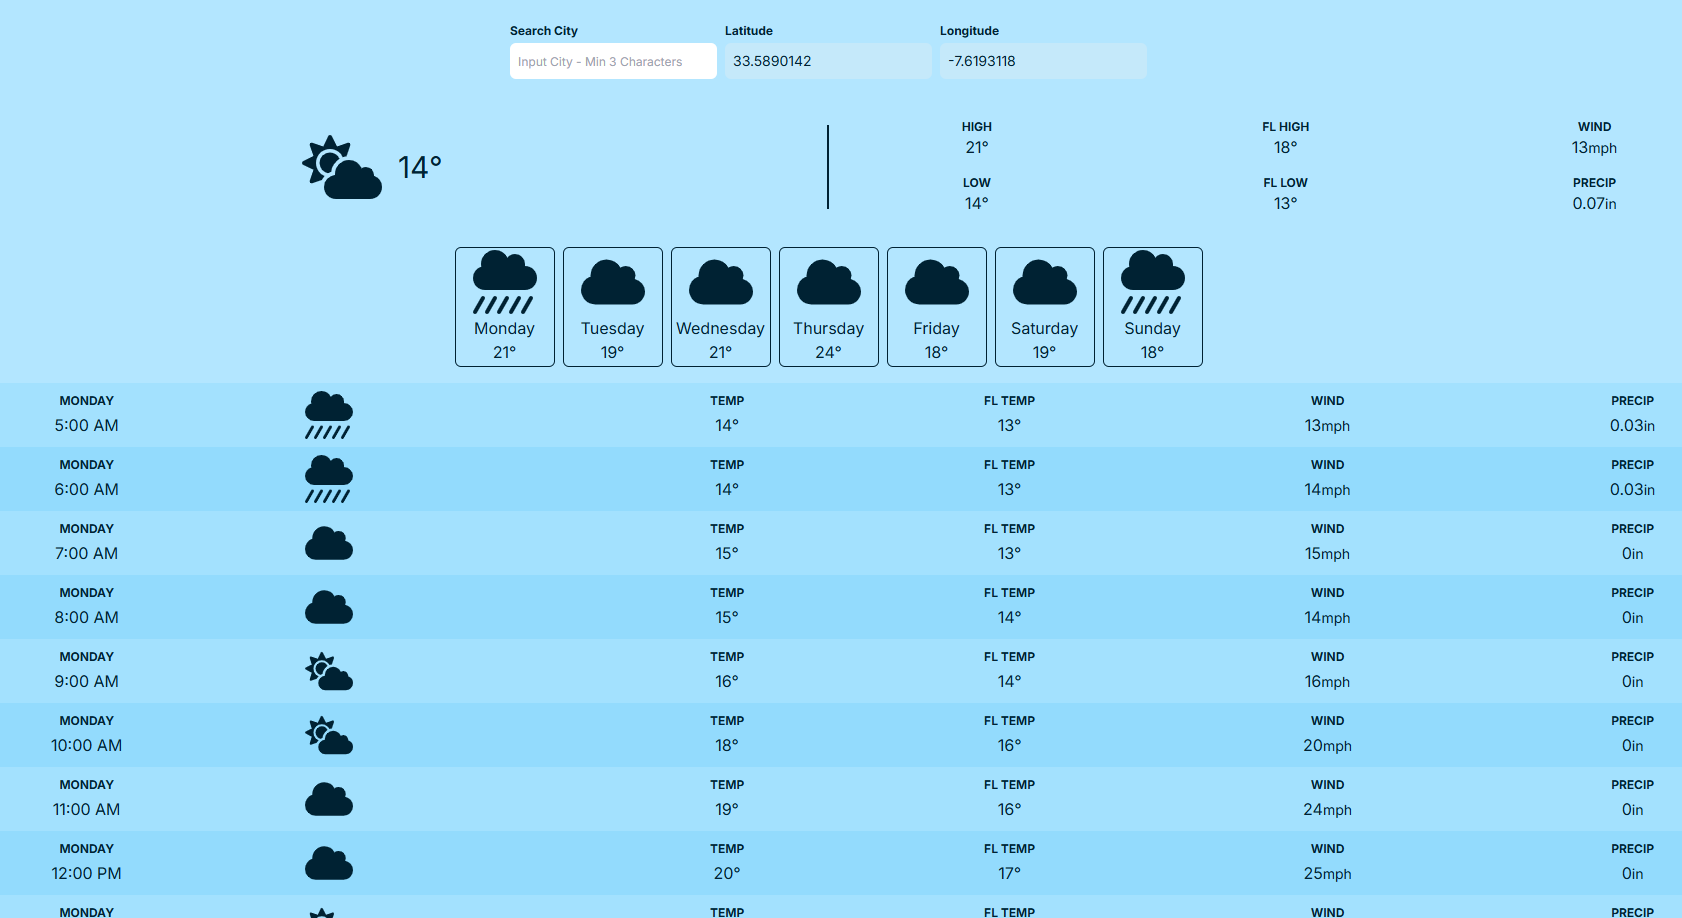 Search City Latitude Longitude
Input City - Min 3 Characters 33.5890142 -7.6193118
14°
HIGH FL HIGH WIND
21° 18° 13mph
LOW FL LOW PRECIP
14° 13° 0.07in
Monday Tuesday Wednesday Thursday Friday Saturday Sunday
21° 19° 21° 24° 18° 19° 18°
MONDAY TEMP FL TEMP WIND PRECIP
5:00 AM 14° 13° 13mph 0.03in
MONDAY TEMP FL TEMP WIND PRECIP
6:00 AM 14° 13° 14mph 0.03in
MONDAY TEMP FL TEMP WIND PRECIP
7:00 AM 15° 13° 15mph 0in
MONDAY TEMP FL TEMP WIND PRECIP
8:00 AM 15° 14° 14mph 0in
MONDAY TEMP FL TEMP WIND PRECIP
9:00 AM 16° 14° 16mph 0in
MONDAY TEMP FL TEMP WIND PRECIP
10:00 AM 18° 16° 20mph 0in
MONDAY TEMP FL TEMP WIND PRECIP
11:00 AM 19° 16° 24mph 0in
MONDAY TEMP FL TEMP WIND PRECIP
12:00 PM 20° 17° 25mph 0in
MONDAY TEMP FL TEMP WIND PRECIP